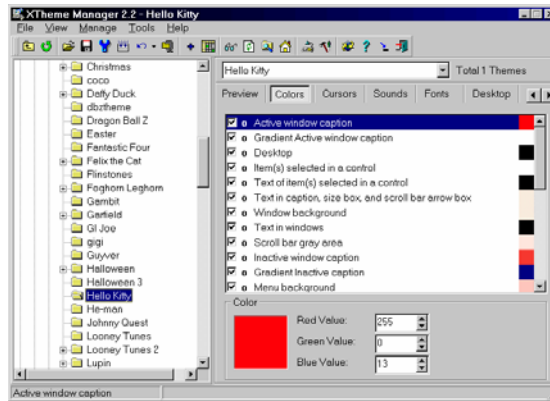 XTheme Manager 2.2 - Hello Kitty
File View Manage Tools Help
Christmas
coco
Daffy Duck
dbztheme
Dragon Ball Z
Easter
Fantastic Four
Felix the Cat
Flinstones
Foghorn Leghorn
Gambit
Garfield
GI Joe
gigi
Guyver
Halloween
Halloween 3
Hello Kitty
He-man
Johnny Quest
Looney Tunes
Looney Tunes 2
Lupin
Hello Kitty Total 1 Themes
Preview Colors Cursors Sounds Fonts Desktop
Active window caption
Gradient Active window caption
Desktop
Item(s) selected in a control
Text of item(s) selected in a control
Text in caption, size box, and scroll bar arrow box
Window background
Text in windows
Scroll bar gray area
Inactive window caption
Gradient Inactive caption
Menu background
Color
Red Value: 255
Green Value: 0
Blue Value: 13
Active window caption